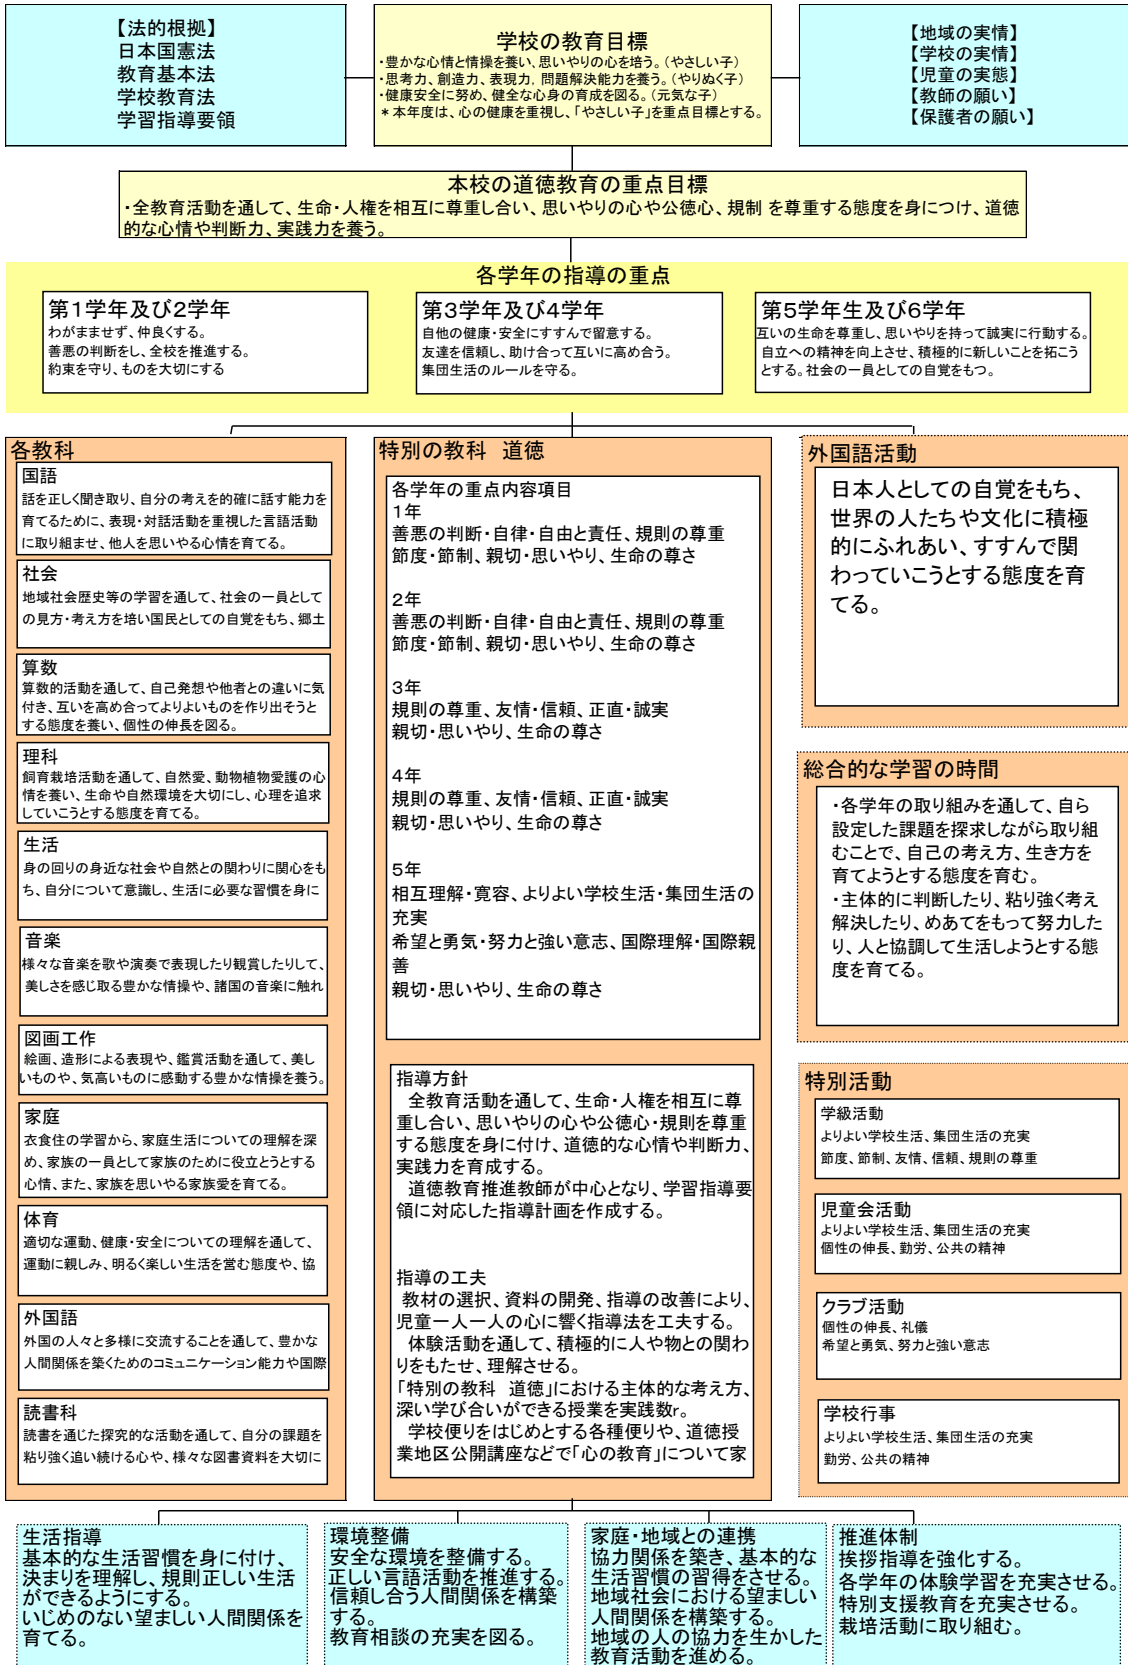 【法的根拠】
日本国憲法
教育基本法
学校教育法
学習指導要領
学校の教育目標
・豊かな心情と情操を養い、思いやりの心を培う。（やさしい子）
・思考力、創造力、表現力，問題解決能力を養う。（やりぬく子）
・健康安全に努め、健全な心身の育成を図る。（元気な子）
＊本年度は、心の健康を重視し、「やさしい子」を重点目標とする。
【地域の実情】
【学校の実情】
【児童の実態】
【教師の願い】
【保護者の願い】
本校の道徳教育の重点目標
・全教育活動を通して、生命・人権を相互に尊重し合い、思いやりの心や公徳心、規制 を尊重する態度を身につけ、道徳
的な心情や判断力、実践力を養う。
各学年の指導の重点
第１学年及び２学年
わがまませず、仲良くする。
善悪の判断をし、全校を推進する。
約束を守り、ものを大切にする
第３学年及び４学年
自他の健康・安全にすすんで留意する。
友達を信頼し、助け合って互いに高め合う。
集団生活のルールを守る。
第５学年生及び６学年
互いの生命を尊重し、思いやりを持って誠実に行動する。
自立への精神を向上させ、積極的に新しいことを拓こう
とする。社会の一員としての自覚をもつ。
各教科
国語
話を正しく聞き取り、自分の考えを的確に話す能力を
育てるために、表現・対話活動を重視した言語活動
に取り組ませ、他人を思いやる心情を育てる。
社会
地域社会歴史等の学習を通して、社会の一員として
の見方・考え方を培い国民としての自覚をもち、郷土
算数
算数的活動を通して、自己発想や他者との違いに気
付き、互いを高め合ってよりよいものを作り出そうと
する態度を養い、個性の伸長を図る。
理科
飼育栽培活動を通して、自然愛、動物植物愛護の心
情を養い、生命や自然環境を大切にし、心理を追求
していこうとする態度を育てる。
生活
身の回りの身近な社会や自然との関わりに関心をも
ち、自分について意識し、生活に必要な習慣を身に
音楽
様々な音楽を歌や演奏で表現したり観賞したりして、
美しさを感じ取る豊かな情操や、諸国の音楽に触れ
図画工作
絵画、造形による表現や、鑑賞活動を通して、美し
いものや、気高いものに感動する豊かな情操を養う。
家庭
衣食住の学習から、家庭生活についての理解を深
め、家族の一員として家族のために役立とうとする
心情、また、家族を思いやる家族愛を育てる。
体育
適切な運動、健康・安全についての理解を通して、
運動に親しみ、明るく楽しい生活を営む態度や、協
外国語
外国の人々と多様に交流することを通して、豊かな
人間関係を築くためのコミュニケーション能力や国際
読書科
読書を通じた探究的な活動を通して、自分の課題を
粘り強く追い続ける心や、様々な図書資料を大切に
特別の教科 道徳
各学年の重点内容項目
１年
善悪の判断・自律・自由と責任、規則の尊重
節度・節制、親切・思いやり、生命の尊さ
２年
善悪の判断・自律・自由と責任、規則の尊重
節度・節制、親切・思いやり、生命の尊さ
３年
規則の尊重、友情・信頼、正直・誠実
親切・思いやり、生命の尊さ
４年
規則の尊重、友情・信頼、正直・誠実
親切・思いやり、生命の尊さ
５年
相互理解・寛容、よりよい学校生活・集団生活の
充実
希望と勇気・努力と強い意志、国際理解・国際親
善
親切・思いやり、生命の尊さ
指導方針
全教育活動を通して、生命・人権を相互に尊
重し合い、思いやりの心や公徳心・規則を尊重
する態度を身に付け、道徳的な心情や判断力、
実践力を育成する。
道徳教育推進教師が中心となり、学習指導要
領に対応した指導計画を作成する。
指導の工夫
教材の選択、資料の開発、指導の改善により、
児童一人一人の心に響く指導法を工夫する。
体験活動を通して、積極的に人や物との関わ
りをもたせ、理解させる。
「特別の教科 道徳」における主体的な考え方、
深い学び合いができる授業を実践数r。
学校便りをはじめとする各種便りや、道徳授
業地区公開講座などで「心の教育」について家
外国語活動
日本人としての自覚をもち、
世界の人たちや文化に積極
的にふれあい、すすんで関
わっていこうとする態度を育
てる。
総合的な学習の時間
・各学年の取り組みを通して、自ら
設定した課題を探求しながら取り組
むことで、自己の考え方、生き方を
育てようとする態度を育む。
・主体的に判断したり、粘り強く考え
解決したり、めあてをもって努力した
り、人と協調して生活しようとする態
度を育てる。
特別活動
学級活動
よりよい学校生活、集団生活の充実
節度、節制、友情、信頼、規則の尊重
児童会活動
よりよい学校生活、集団生活の充実
個性の伸長、勤労、公共の精神
クラブ活動
個性の伸長、礼儀
希望と勇気、努力と強い意志
学校行事
よりよい学校生活、集団生活の充実
勤労、公共の精神
生活指導
基本的な生活習慣を身に付け、
決まりを理解し、規則正しい生活
ができるようにする。
いじめのない望ましい人間関係を
育てる。
環境整備
安全な環境を整備する。
正しい言語活動を推進する。
信頼し合う人間関係を構築
する。
教育相談の充実を図る。
家庭・地域との連携
協力関係を築き、基本的な
生活習慣の習得をさせる。
地域社会における望ましい
人間関係を構築する。
地域の人の協力を生かした
教育活動を進める。
推進体制
挨拶指導を強化する。
各学年の体験学習を充実させる。
特別支援教育を充実させる。
栽培活動に取り組む。